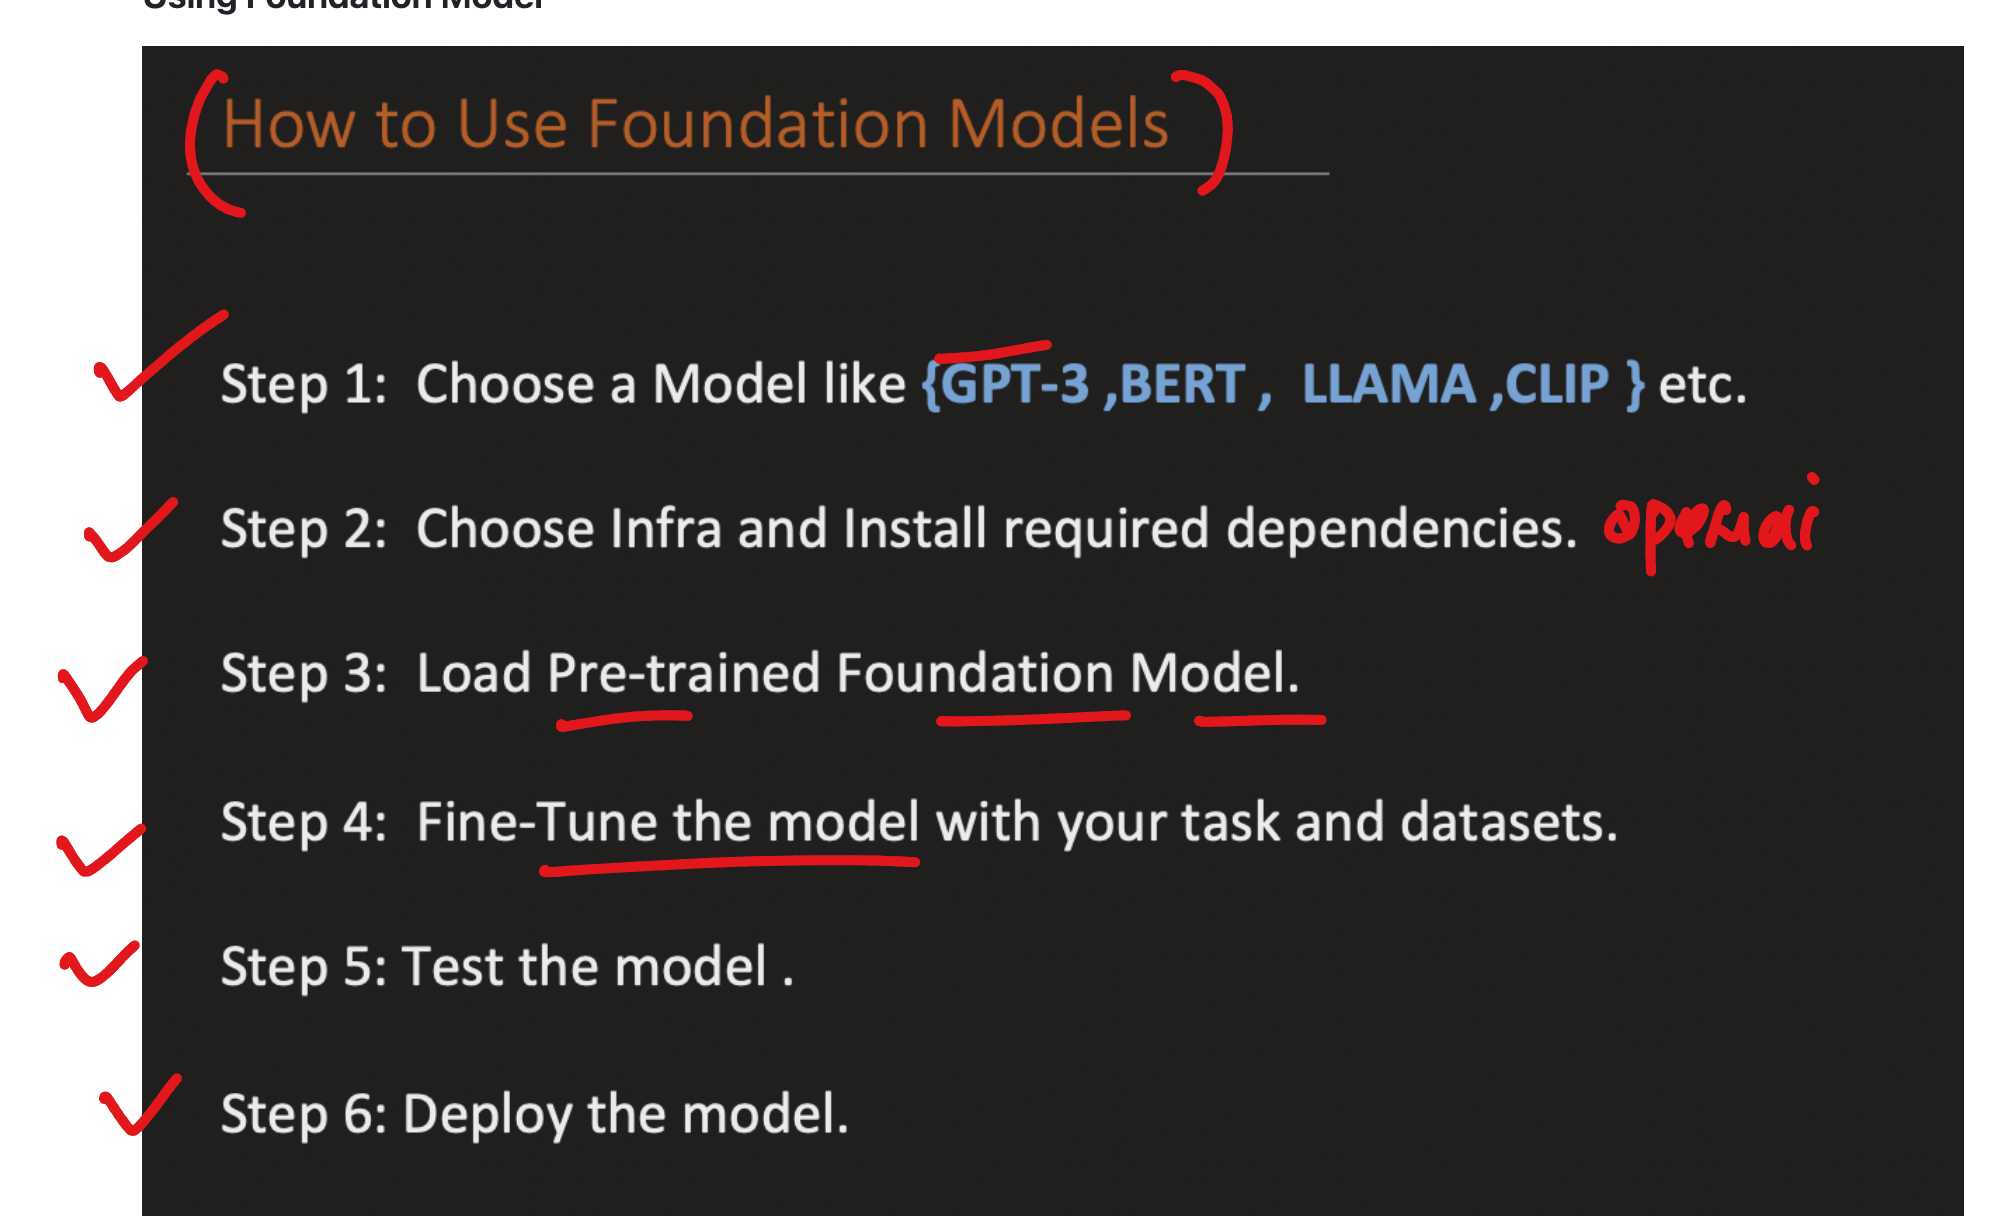 Using Foundation Model
How to Use Foundation Models
Step 1: Choose a Model like {GPT-3 ,BERT , LLAMA ,CLIP } etc.
Step 2: Choose Infra and Install required dependencies. openai
Step 3: Load Pre-trained Foundation Model.
Step 4: Fine-Tune the model with your task and datasets.
Step 5: Test the model .
Step 6: Deploy the model.